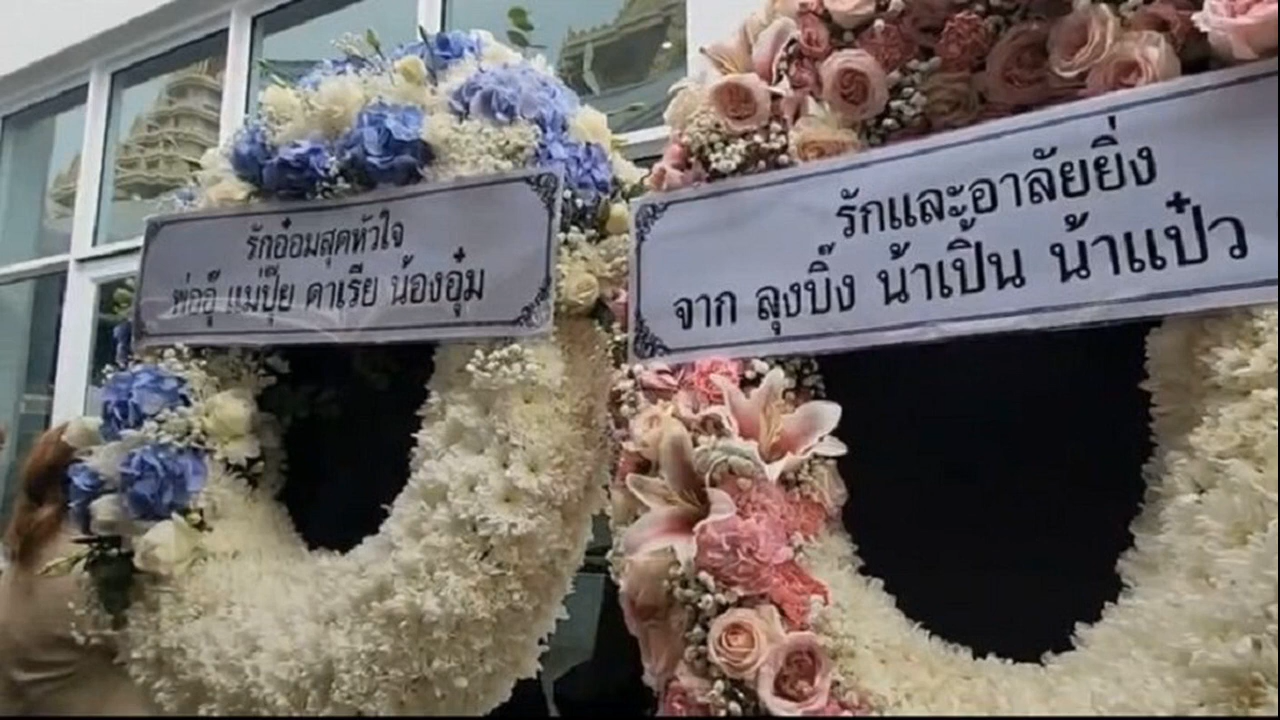 รักอ๋อมสุดหัวใจ
พ่ออู๊ แม่ปุ๊ย ดาเรีย น้องอุ๋ม
รักและอาลัยยิ่ง
จาก ลุงบิ๊ง น้าเปิ้น น้าแป๋ว